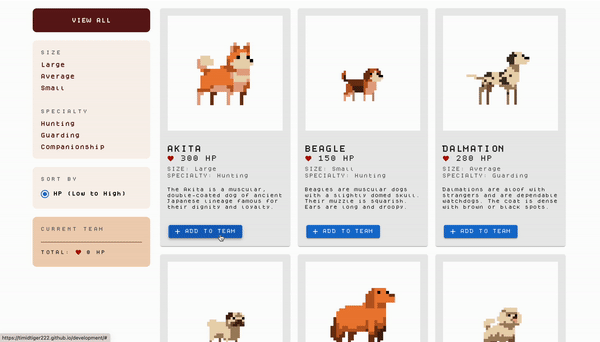 VIEW ALL
SIZE
Large
Average
Small
SPECIALTY
Hunting
Guarding
Companionship
SORT BY
HP (Low to High)
CURRENT TEAM
TOTAL: ♥ 0 HP
AKITA
♥ 300 HP
SIZE: Large
SPECIALTY: Hunting
The Akita is a muscular,
double-coated dog of ancient
Japanese lineage famous for
their dignity and loyalty.
+ ADD TO TEAM
BEAGLE
♥ 150 HP
SIZE: Small
SPECIALTY: Hunting
Beagles are muscular dogs
with a slightly domed skull.
Their muzzle is squarish.
Ears are long and droopy.
+ ADD TO TEAM
DALMATION
♥ 280 HP
SIZE: Average
SPECIALTY: Guarding
Dalmations are aloof with
strangers and are dependable
watchdogs. The coat is dense
with brown or black spots.
+ ADD TO TEAM
https://timidtiger222.github.io/development/#